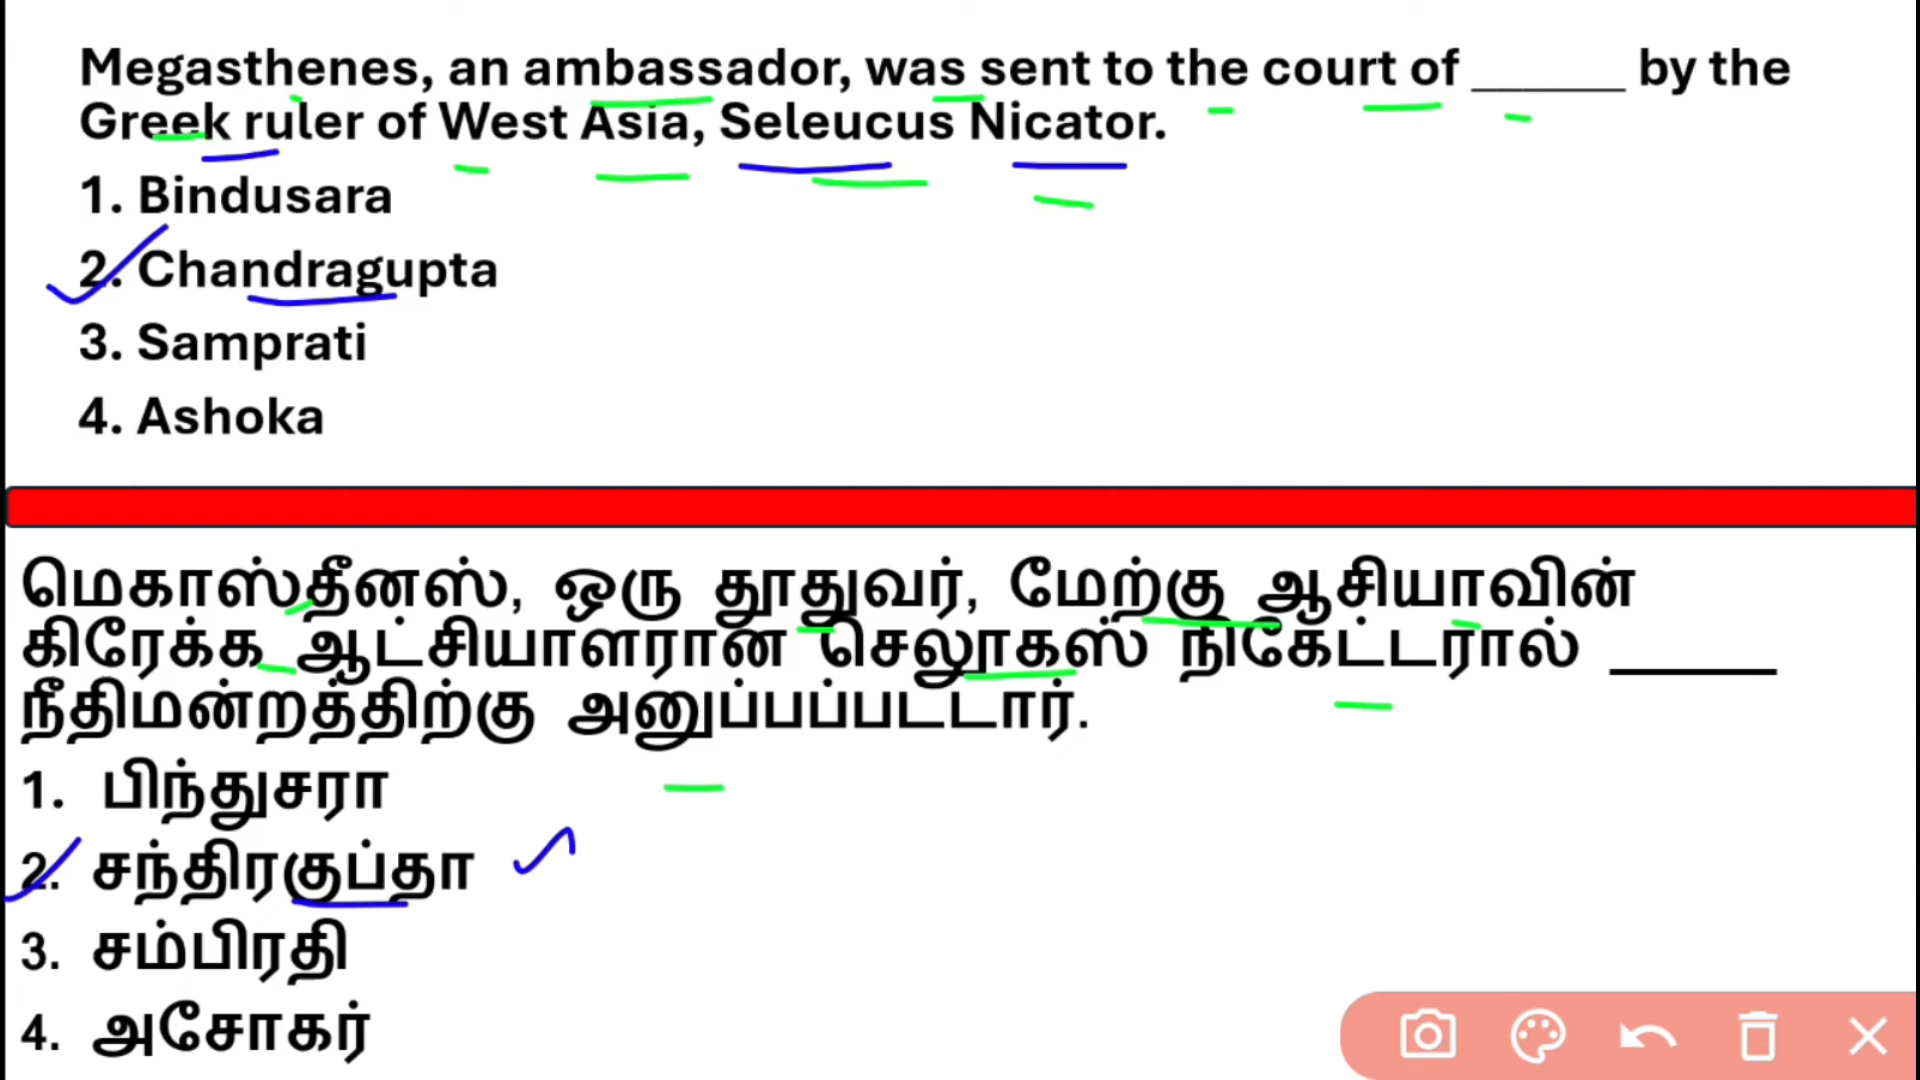 Megasthenes, an ambassador, was sent to the court of ______ by the
Greek ruler of West Asia, Seleucus Nicator.
1. Bindusara
2. Chandragupta
3. Samprati
4. Ashoka
மெகாஸ்தீனஸ், ஒரு தூதுவர், மேற்கு ஆசியாவின்
கிரேக்க ஆட்சியாளரான செலூகஸ் நிகேட்டரால் ______
நீதிமன்றத்திற்கு அனுப்பப்பட்டார்.
1. பிந்துசரா
2. சந்திரகுப்தா
3. சம்பிரதி
4. அசோகர்